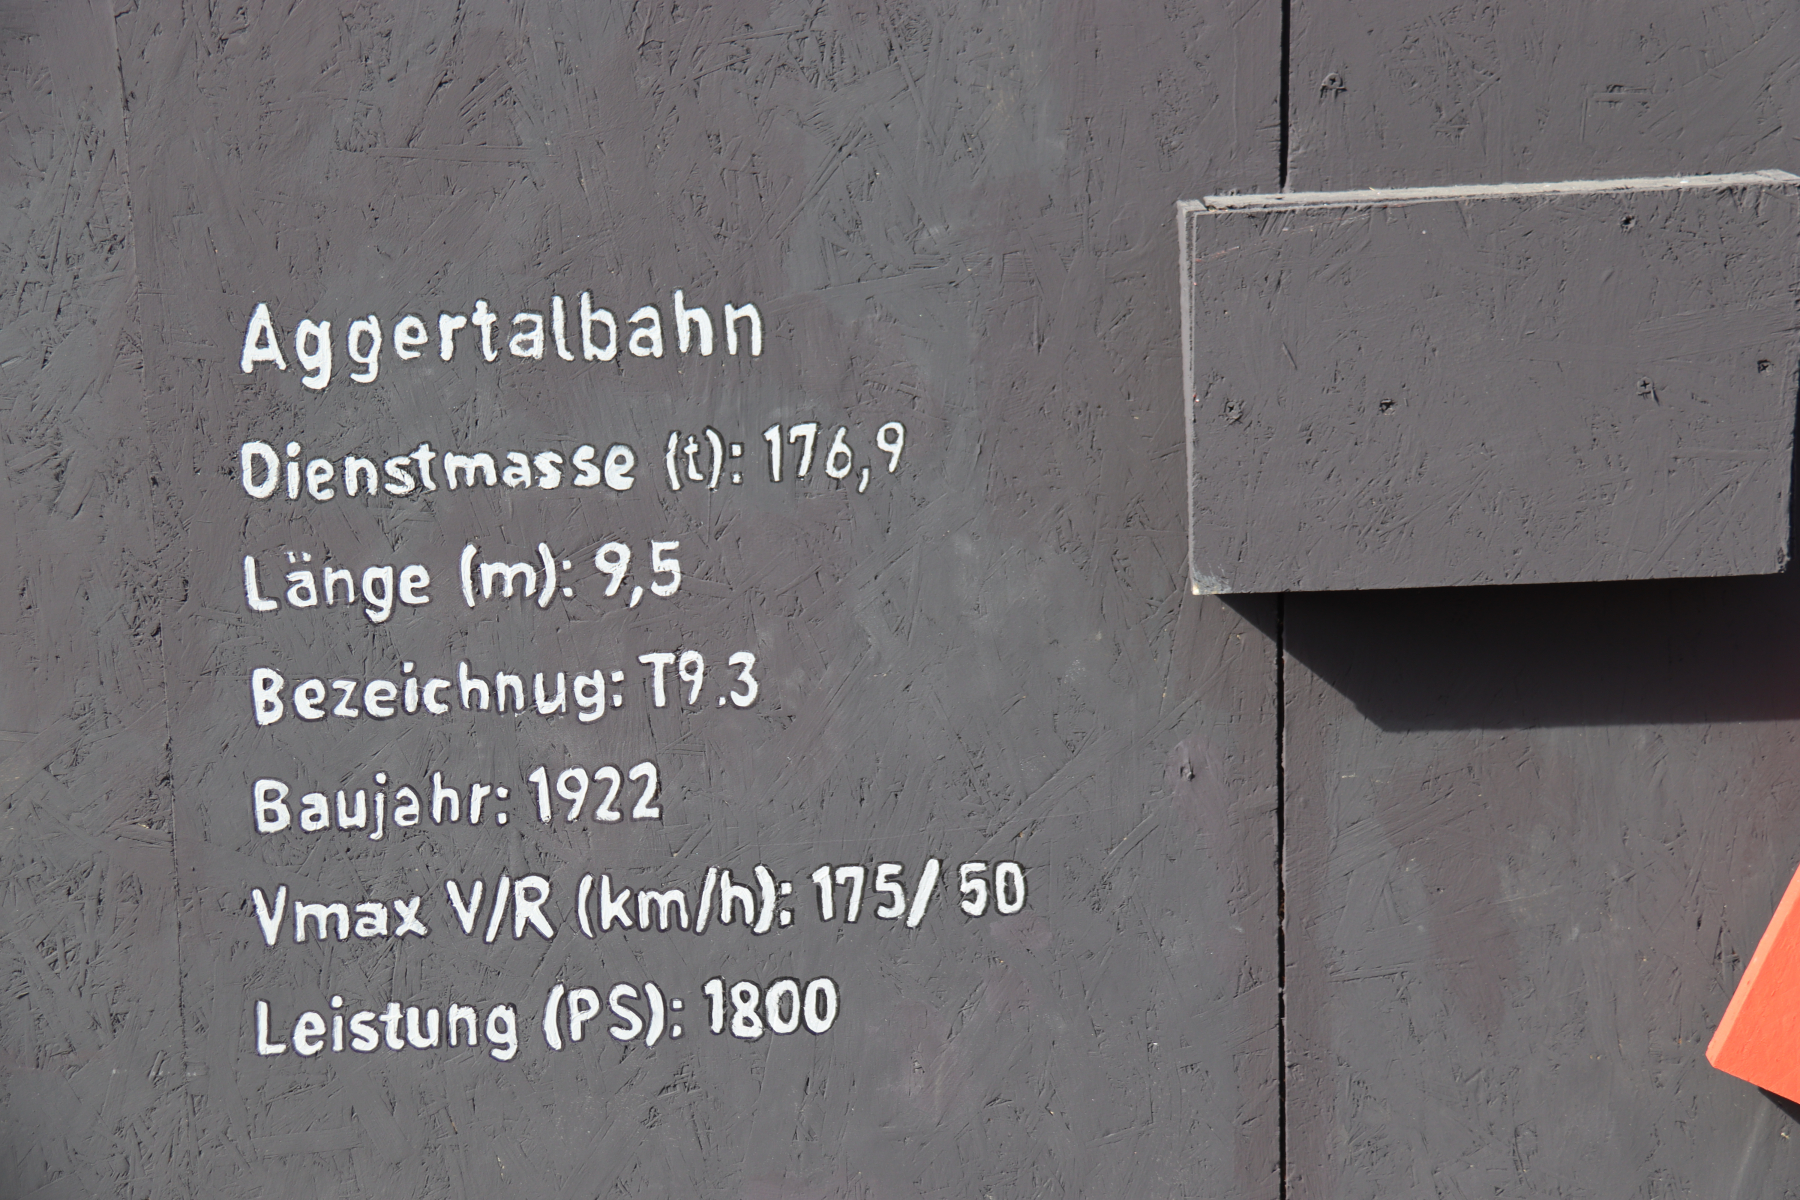 Aggertalbahn
Dienstmasse (t): 176,9
Länge (m): 9,5
Bezeichnug: T9.3
Baujahr: 1922
Vmax V/R (km/h): 175/ 50
Leistung (PS): 1800